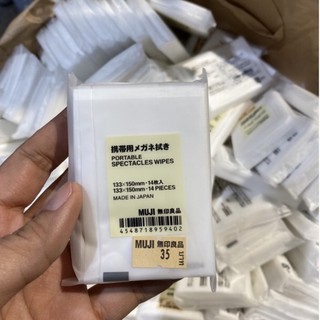 携帯用メガネ拭き
PORTABLE
SPECTACLES WIPES
133×150mm・14枚入
133×150mm・14 PIECES
MADE IN JAPAN
MUJI 無印良品
4548718959402
MUJI 無印良品
35